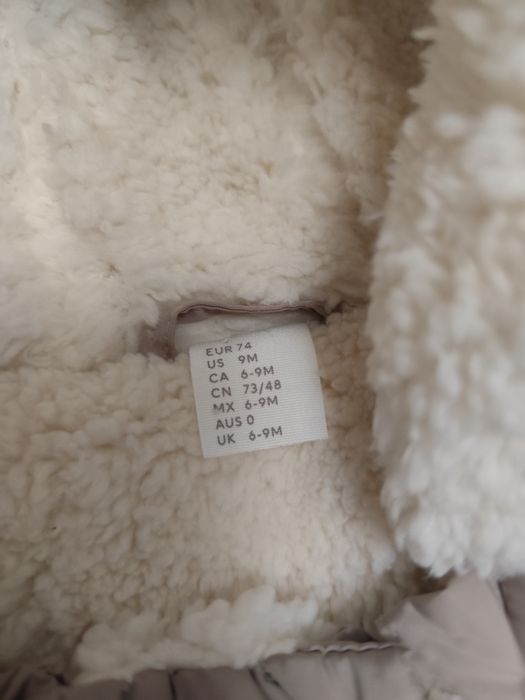 EUR 74
US 9M
CA 6-9M
CN 73/48
MX 6-9M
AUS 0
UK 6-9M